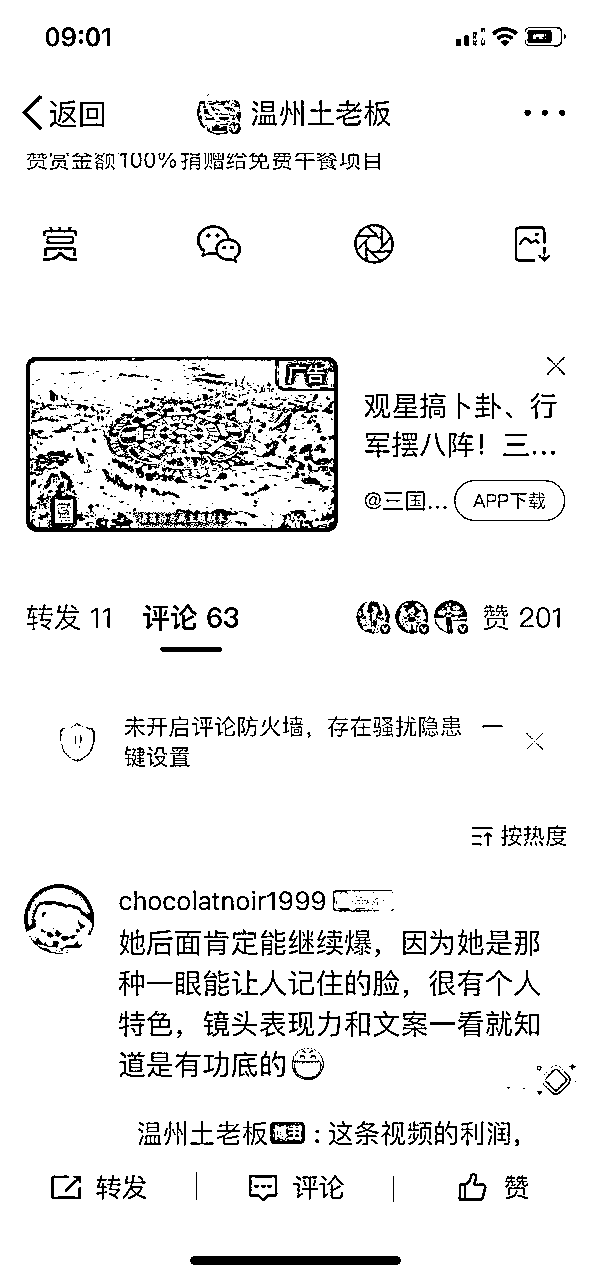 09:01
返回
温州土老板
赞赏金额100%捐赠给免费午餐项目
赏
广告
观星搞卜卦、行
军摆八阵！三...
@三国...
APP下载
转发 11
评论 63
赞 201
未开启评论防火墙，存在骚扰隐患 一
键设置
按热度
chocolatnoir1999
她后面肯定能继续爆，因为她是那
种一眼能让人记住的脸，很有个人
特色，镜头表现力和文案一看就知
道是有功底的😄
温州土老板 博主：这条视频的利润，
转发
评论
赞